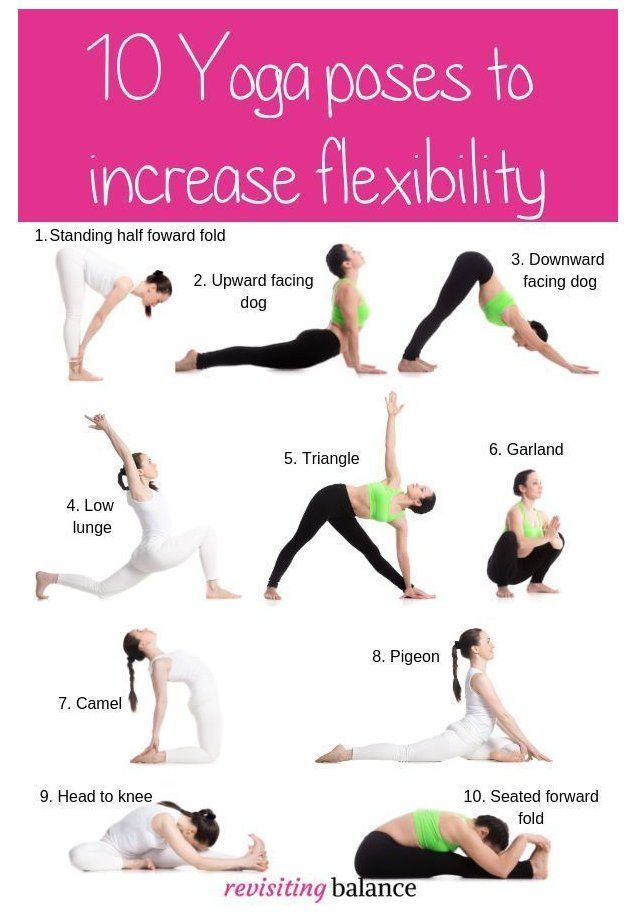 10 Yoga poses to
increase flexibility
1. Standing half foward fold
2. Upward facing
dog
3. Downward
facing dog
4. Low
lunge
5. Triangle
6. Garland
7. Camel
8. Pigeon
9. Head to knee
10. Seated forward
fold
revisiting balance